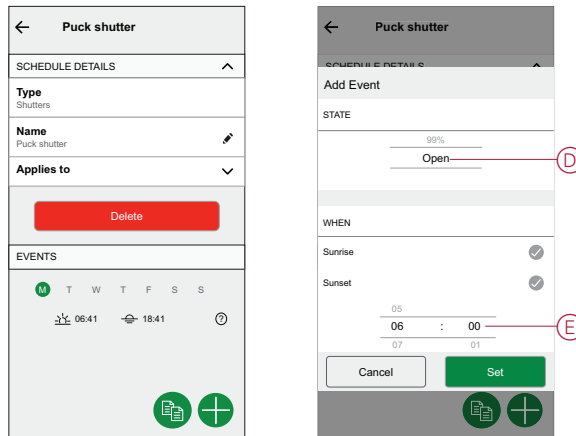 Puck shutter
SCHEDULE DETAILS
Type
Shutters
Name
Puck shutter
Applies to
Delete
EVENTS
M T W T F S S
06:41 18:41 ?
Puck shutter
SCHEDULE DETAILS
Add Event
STATE
99%
Open
D
WHEN
Sunrise
Sunset
05
06 : 00
E
07 01
Cancel Set